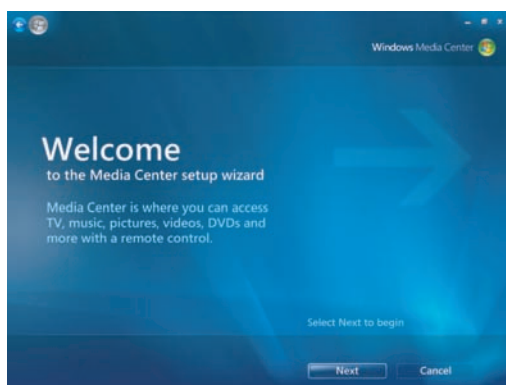 Windows Media Center
Welcome
to the Media Center setup wizard
Media Center is where you can access
TV, music, pictures, videos, DVDs and
more with a remote control.
Select Next to begin
Next Cancel